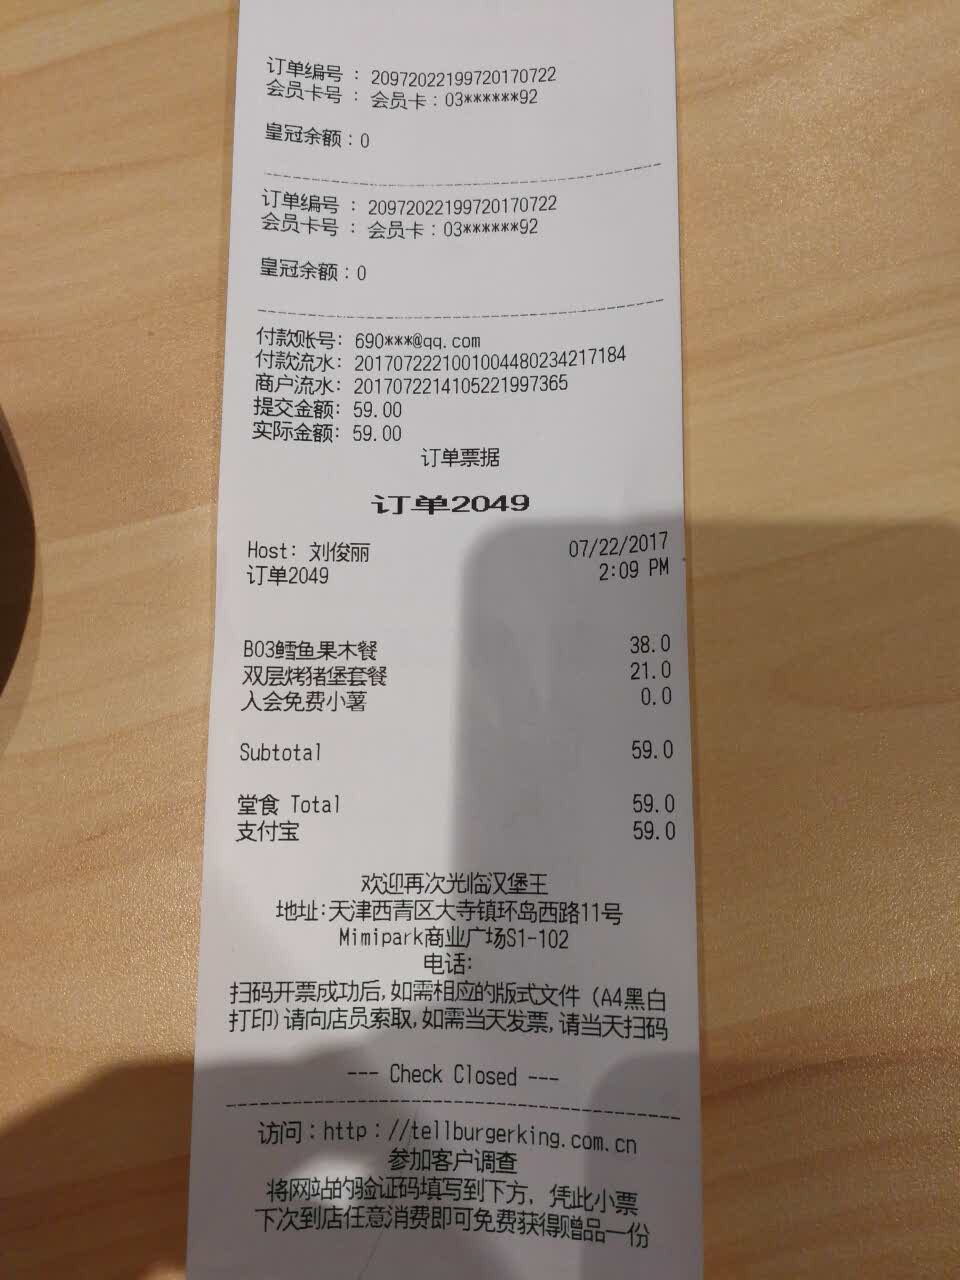 订单编号 : 20972022199720170722
会员卡号 : 会员卡:03******92
皇冠余额:0
订单编号 : 20972022199720170722
会员卡号 : 会员卡:03******92
皇冠余额:0
付款账号: 690***@qq.com
付款流水: 2017072221001004480234217184
商户流水: 2017072214105221997365
提交金额: 59.00
实际金额: 59.00
订单票据
订单2049
Host: 刘俊丽 07/22/2017
订单2049 2:09 PM
B03鳕鱼果木餐 38.0
双层烤猪堡套餐 21.0
入会免费小薯 0.0
Subtotal 59.0
堂食 Total 59.0
支付宝 59.0
欢迎再次光临汉堡王
地址:天津西青区大寺镇环岛西路11号
Mimipark商业广场S1-102
电话:
扫码开票成功后,如需相应的版式文件 (A4黑白
打印)请向店员索取,如需当天发票,请当天扫码
--- Check Closed ---
访问:http://tellburgerking.com.cn
参加客户调查
将网站的验证码填写到下方, 凭此小票
下次到店任意消费即可免费获得赠品一份